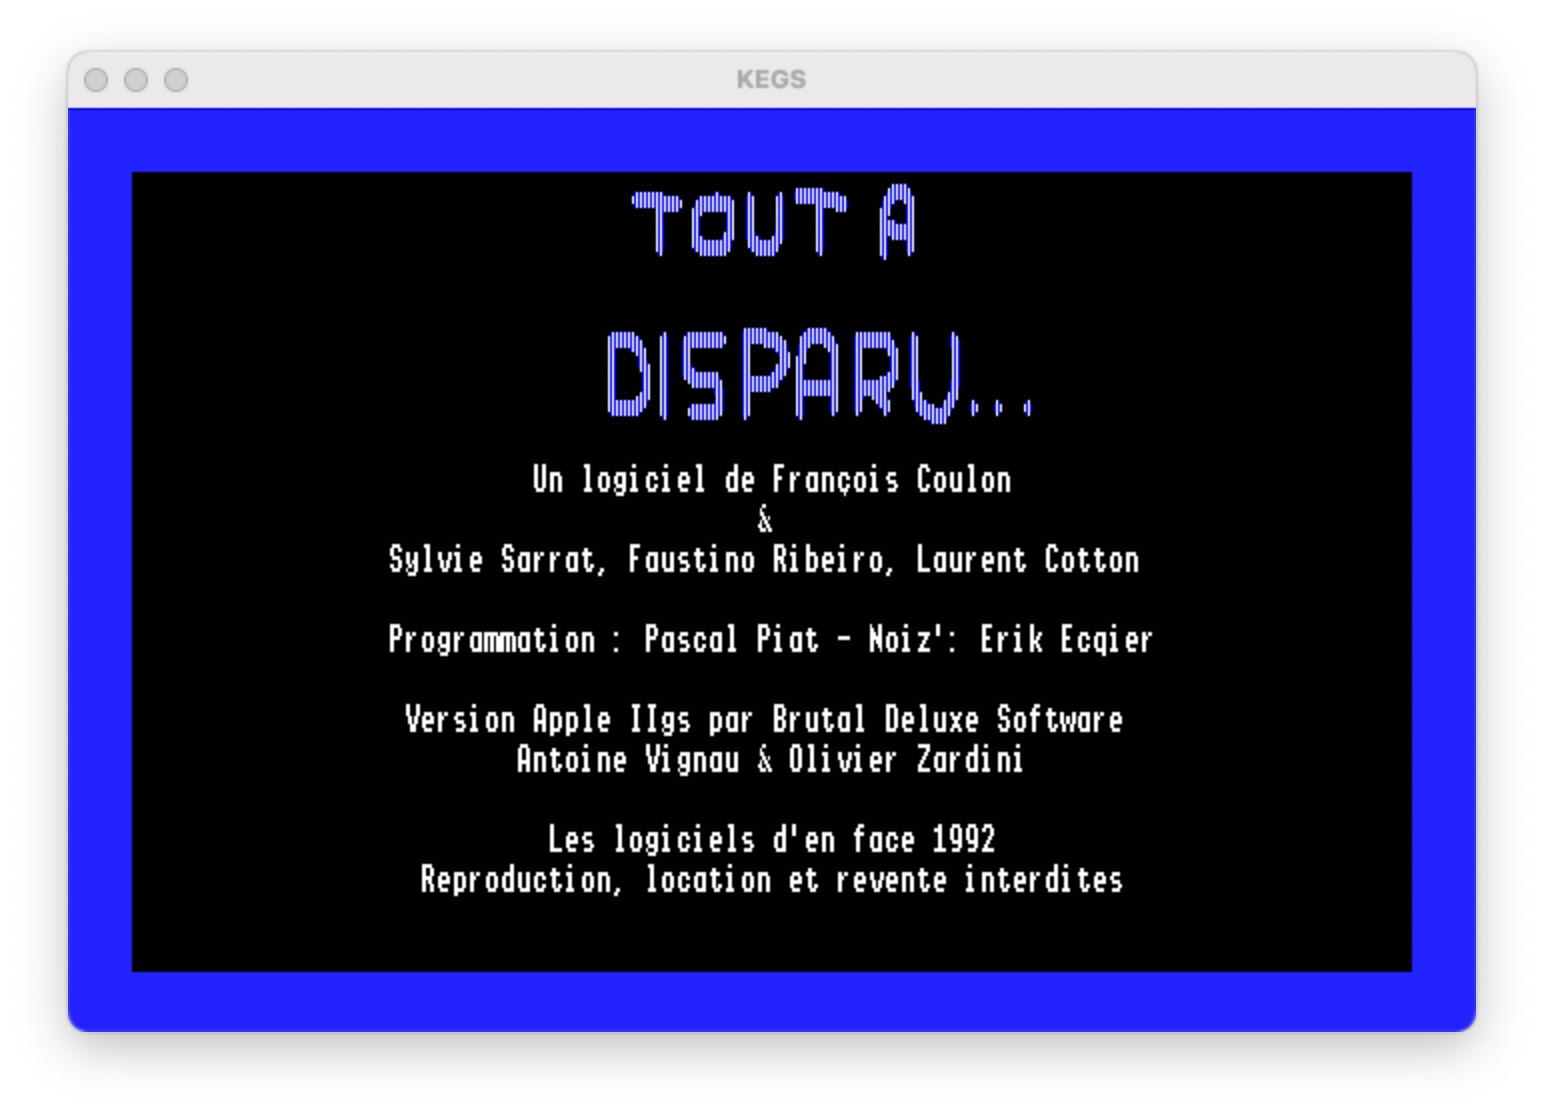 KEGS
TOUT A
DISPARU...
Un logiciel de François Coulon
&
Sylvie Sarrat, Faustino Ribeiro, Laurent Cotton
Programmation : Pascal Piat - Noiz': Erik Ecqier
Version Apple IIgs par Brutal Deluxe Software
Antoine Vignau & Olivier Zardini
Les logiciels d'en face 1992
Reproduction, location et revente interdites